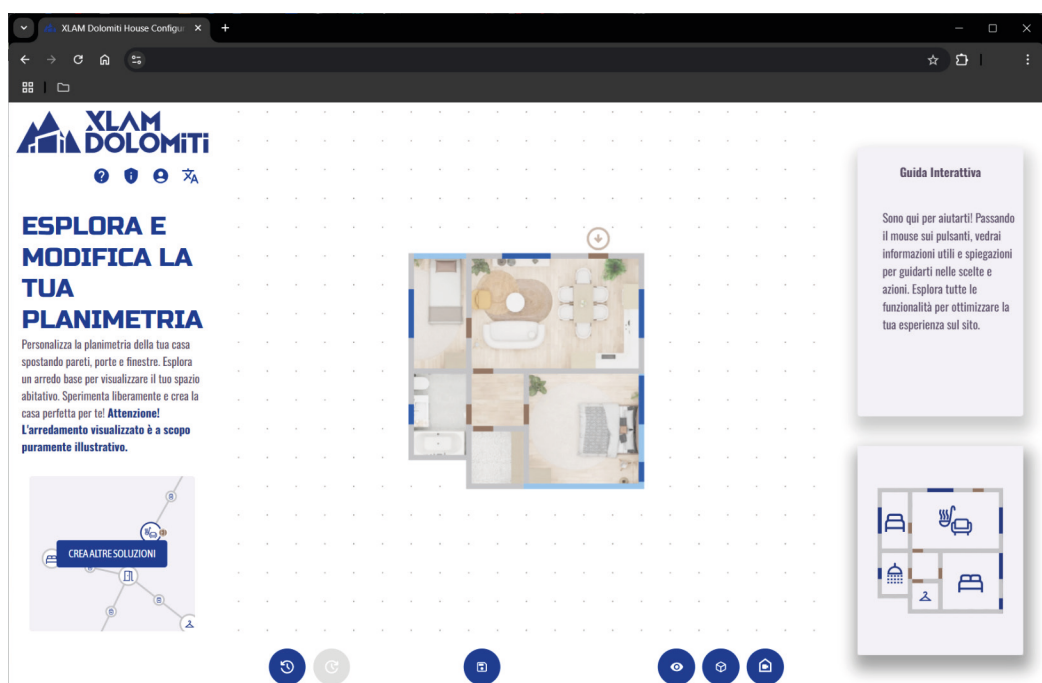 XLAM Dolomiti House Configu
XLAM
DOLOMiTi
ESPLORA E
MODIFICA LA
TUA
PLANIMETRIA
Personalizza la planimetria della tua casa
spostando pareti, porte e finestre. Esplora
un arredo base per visualizzare il tuo spazio
abitativo. Sperimenta liberamente e crea la
casa perfetta per te! Attenzione!
L'arredamento visualizzato è a scopo
puramente illustrativo.
CREA ALTRE SOLUZIONI
Guida Interattiva
Sono qui per aiutarti! Passando
il mouse sui pulsanti, vedrai
informazioni utili e spiegazioni
per guidarti nelle scelte e
azioni. Esplora tutte le
funzionalità per ottimizzare la
tua esperienza sul sito.